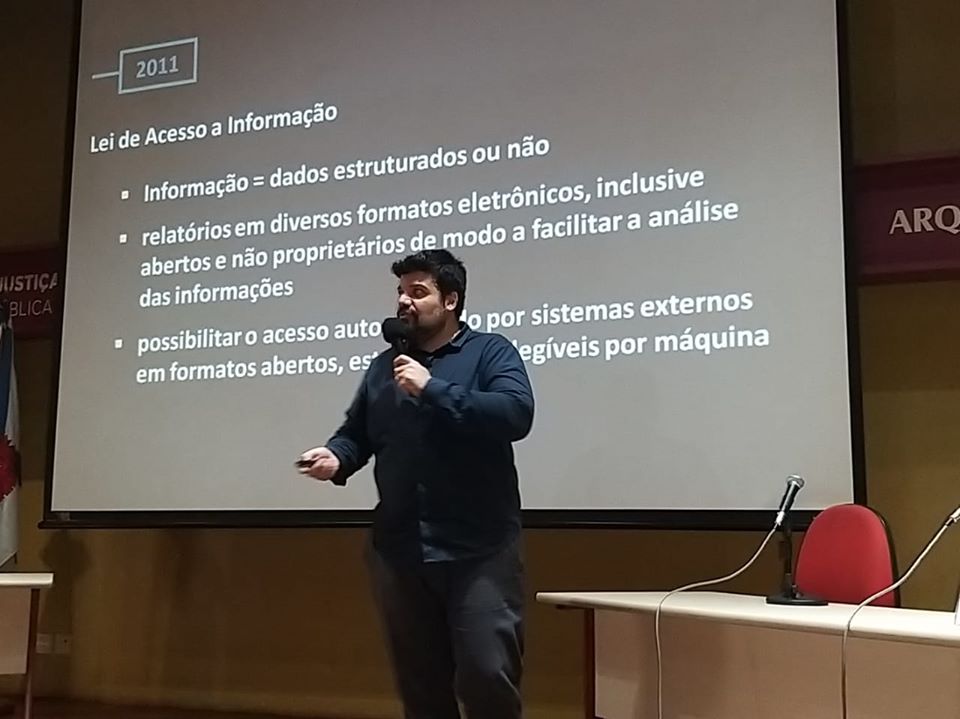 2011
Lei de Acesso a Informação
Informação = dados estruturados ou não
relatórios em diversos formatos eletrônicos, inclusive
abertos e não proprietários de modo a facilitar a análise
das informações
possibilitar o acesso auto do por sistemas externos
em formatos abertos, est legíveis por máquina
JUSTIÇA
BLICA
ARQ